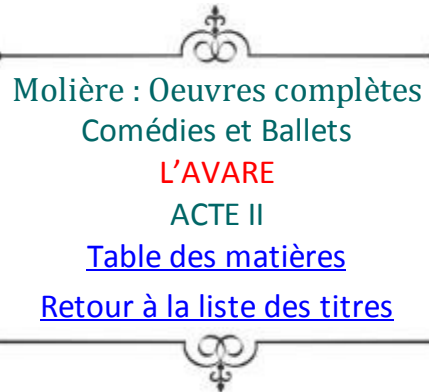 Molière : Oeuvres complètes
Comédies et Ballets
L’AVARE
ACTE II
Table des matières
Retour à la liste des titres